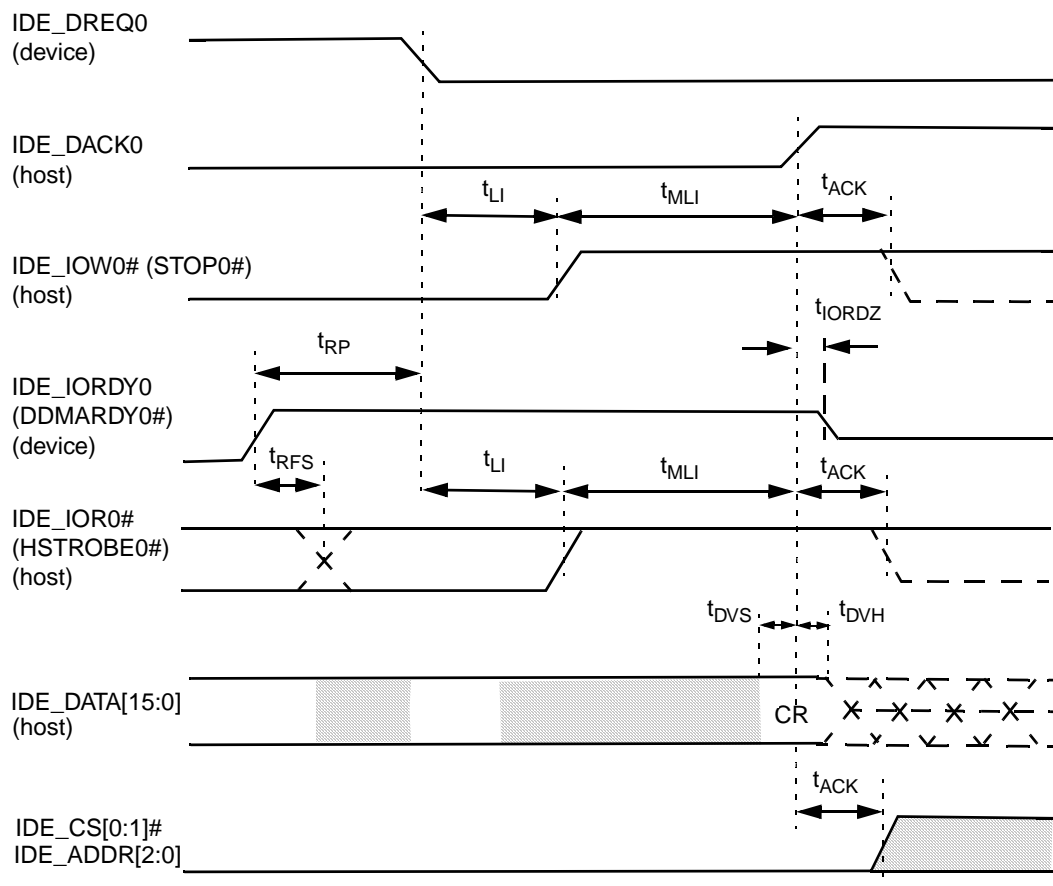 IDE_DREQ0
(device)
IDE_DACK0
(host)
tLI
tMLI
tACK
IDE_IOW0# (STOP0#)
(host)
tIORDZ
tRP
IDE_IORDY0
(DDMARDY0#)
(device)
tRFS
tLI
tMLI
tACK
IDE_IOR0#
(HSTROBE0#)
(host)
tDVS
tDVH
IDE_DATA[15:0]
(host)
CR
tACK
IDE_CS[0:1]#
IDE_ADDR[2:0]